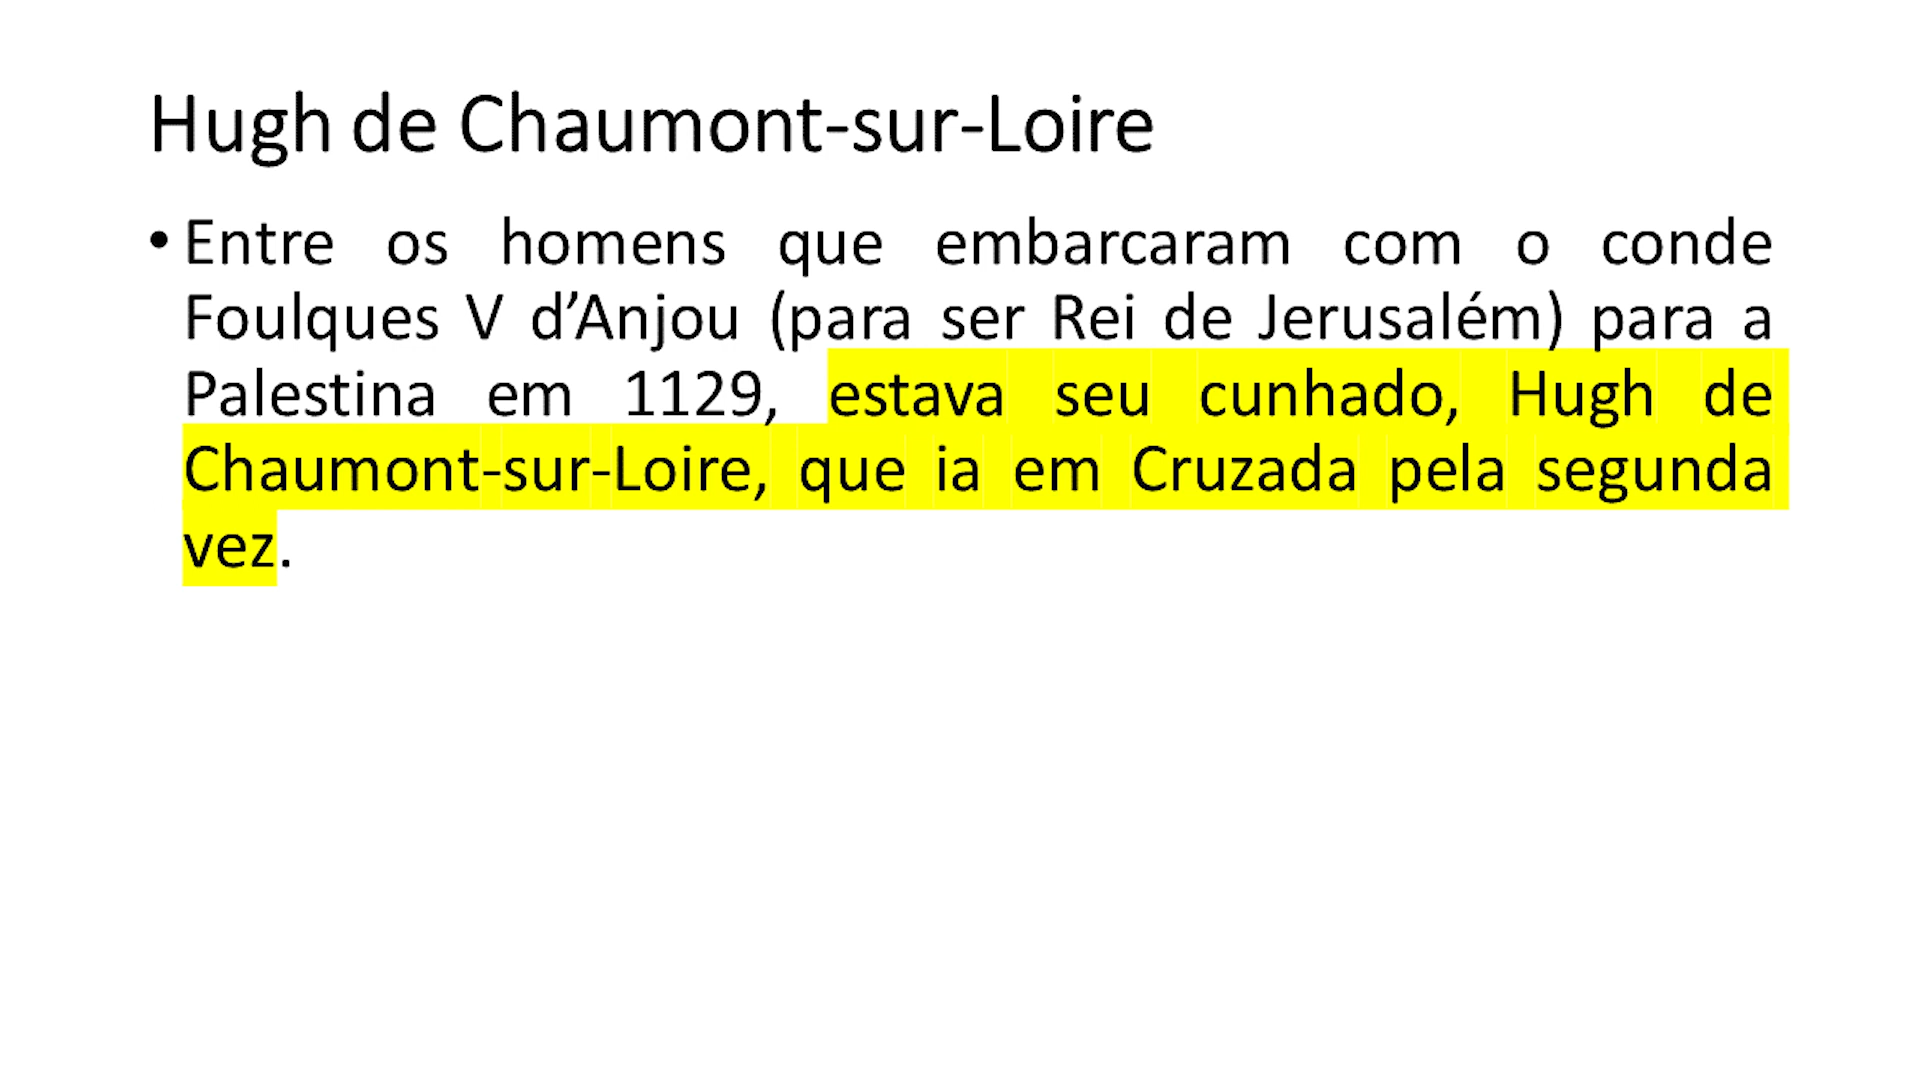 Hugh de Chaumont-sur-Loire
• Entre os homens que embarcaram com o conde
Foulques V d’Anjou (para ser Rei de Jerusalém) para a
Palestina em 1129, estava seu cunhado, Hugh de
Chaumont-sur-Loire, que ia em Cruzada pela segunda
vez.